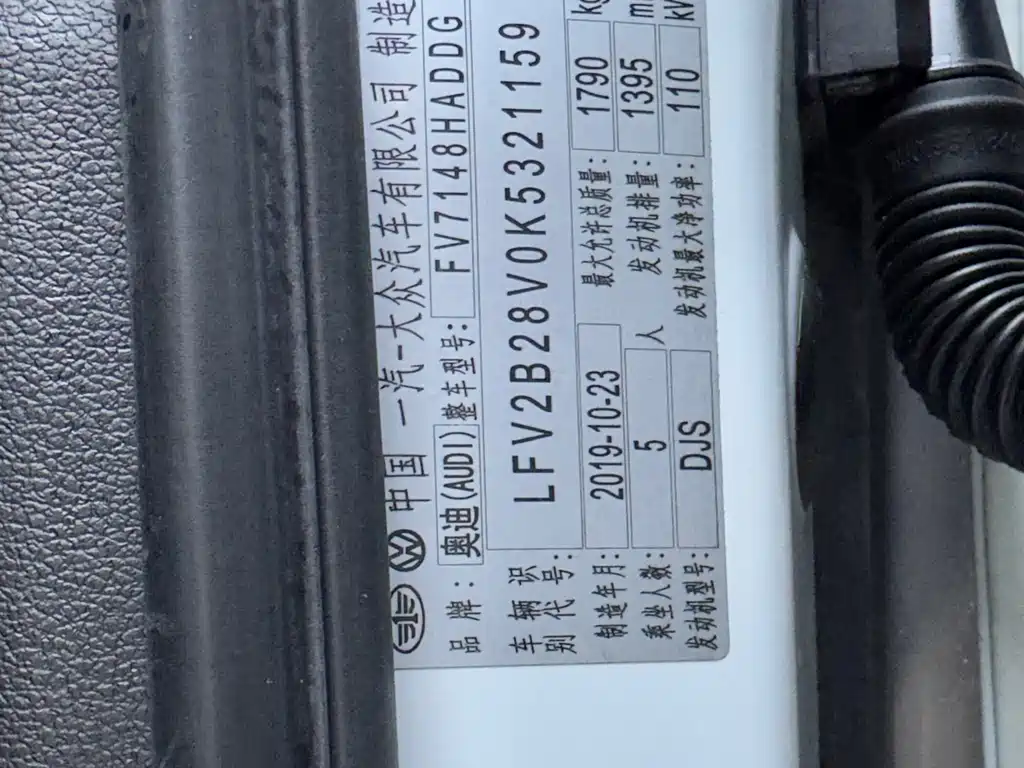 中国 一汽-大众汽车有限公司 制造
品牌: 奥迪(AUDI) 整车型号: FV7148HADDG
车辆识别代号: LFV2B28V0K5321159
制造年月: 2019-10-23 最大允许总质量: 1790 kg
乘坐人数: 5 人 发动机排量: 1395 m
发动机型号: DJS 发动机最大净功率: 110 kV